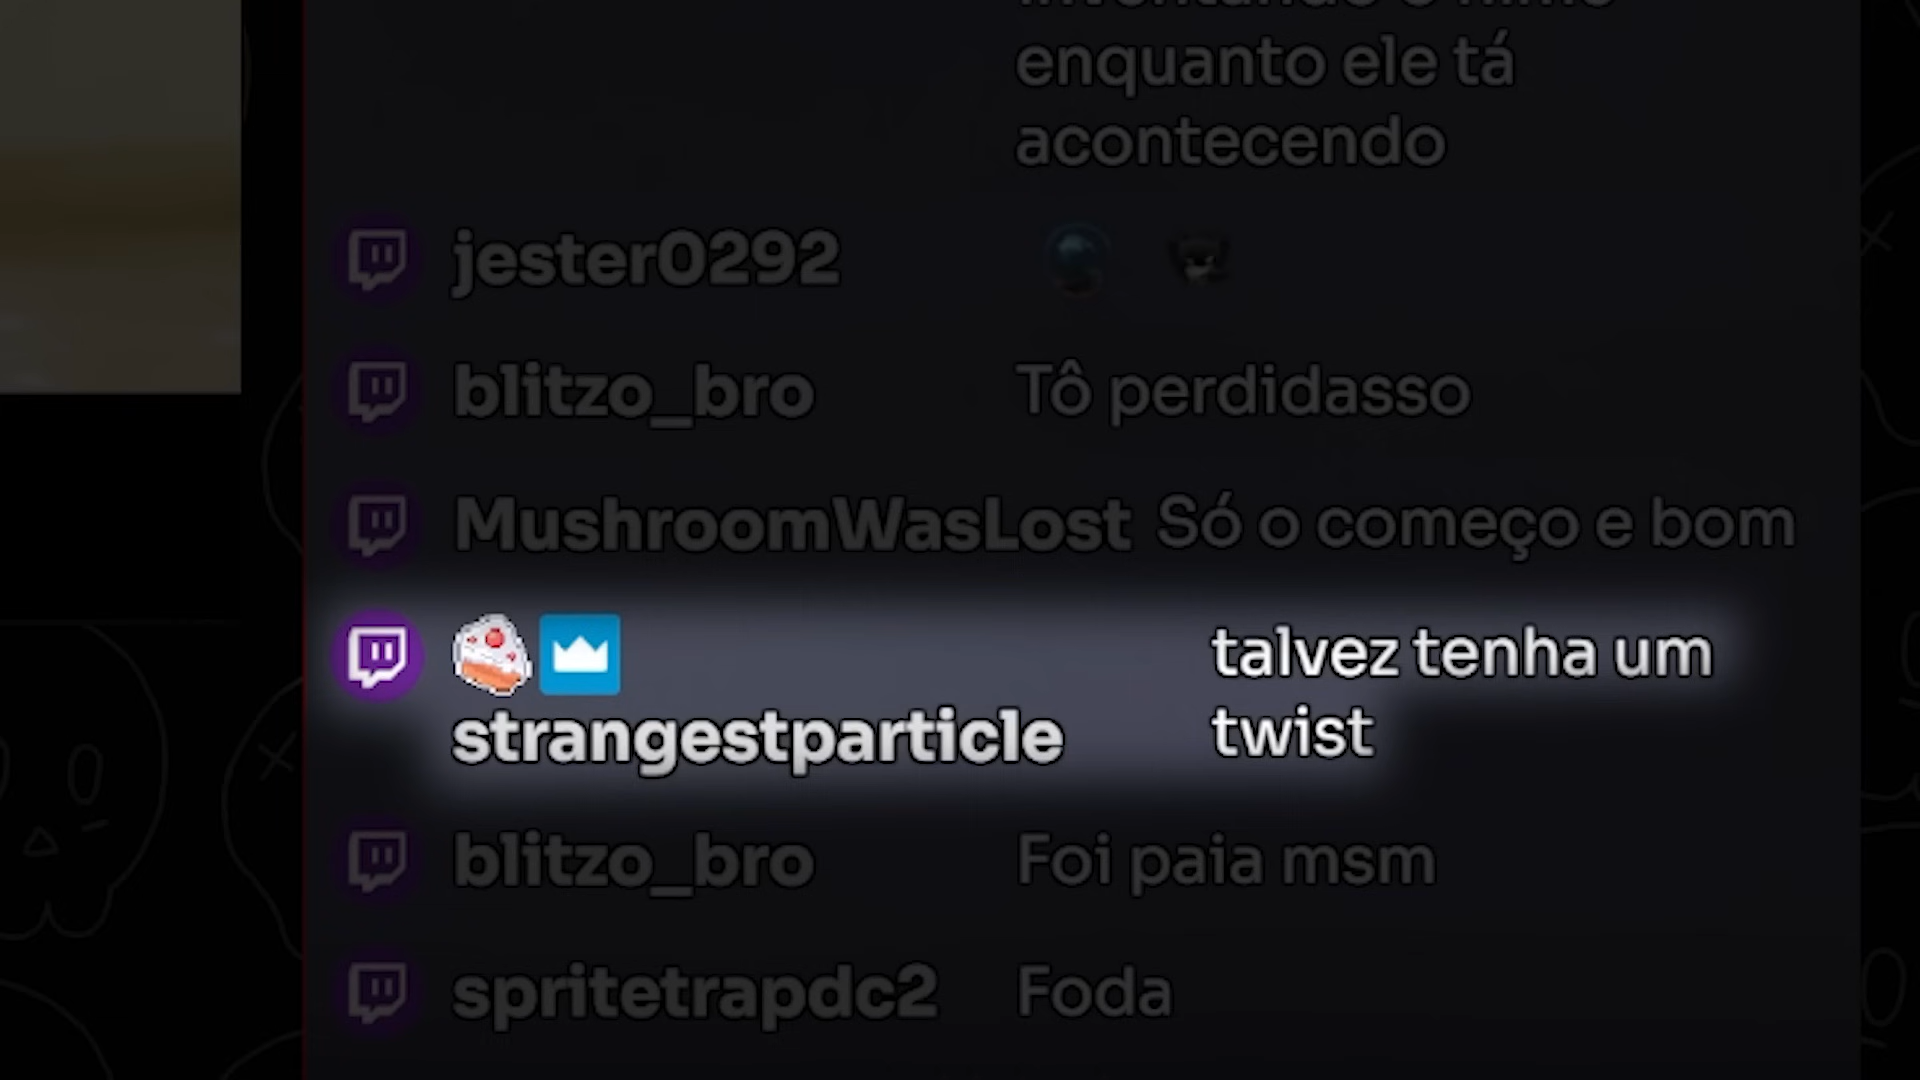 enquanto ele tá
acontecendo
jester0292
blitzo_bro Tô perdidasso
MushroomWasLost Só o começo e bom
talvez tenha um
strangestparticle twist
blitzo_bro Foi paia msm
spritetrapdc2 Foda